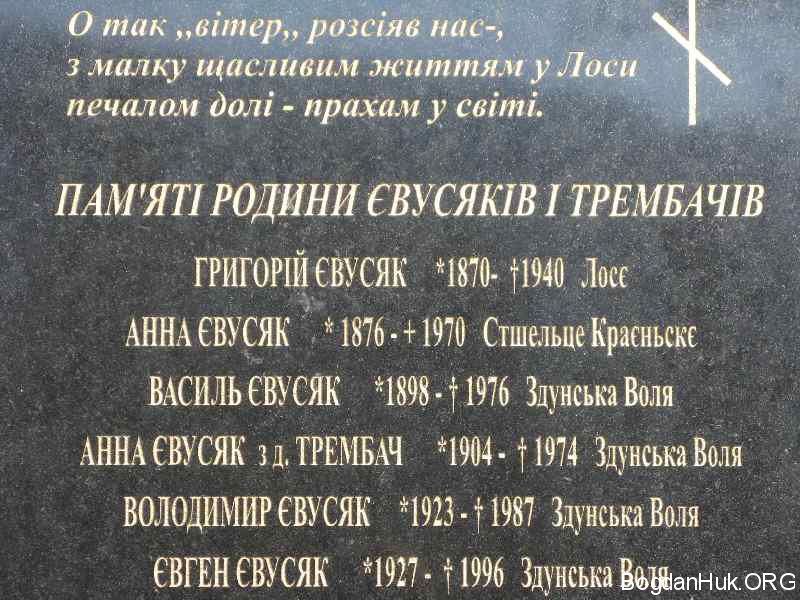 О так ,,вітер,, розсіяв нас-,
з малку щасливим життям у Лоси
печалом долі - прахам у світі.
ПАМ'ЯТІ РОДИНИ ЄВУСЯКІВ І ТРЕМБАЧІВ
ГРИГОРІЙ ЄВУСЯК *1870- †1940 Лосє
АННА ЄВУСЯК * 1876 - + 1970 Стшельце Краєньскє
ВАСИЛЬ ЄВУСЯК *1898 - † 1976 Здунська Воля
АННА ЄВУСЯК з д. ТРЕМБАЧ *1904 - † 1974 Здунська Воля
ВОЛОДИМИР ЄВУСЯК *1923 - † 1987 Здунська Воля
ЄВГЕН ЄВУСЯК *1927 - † 1996 Здунська Воля
BogdanHuk.ORG